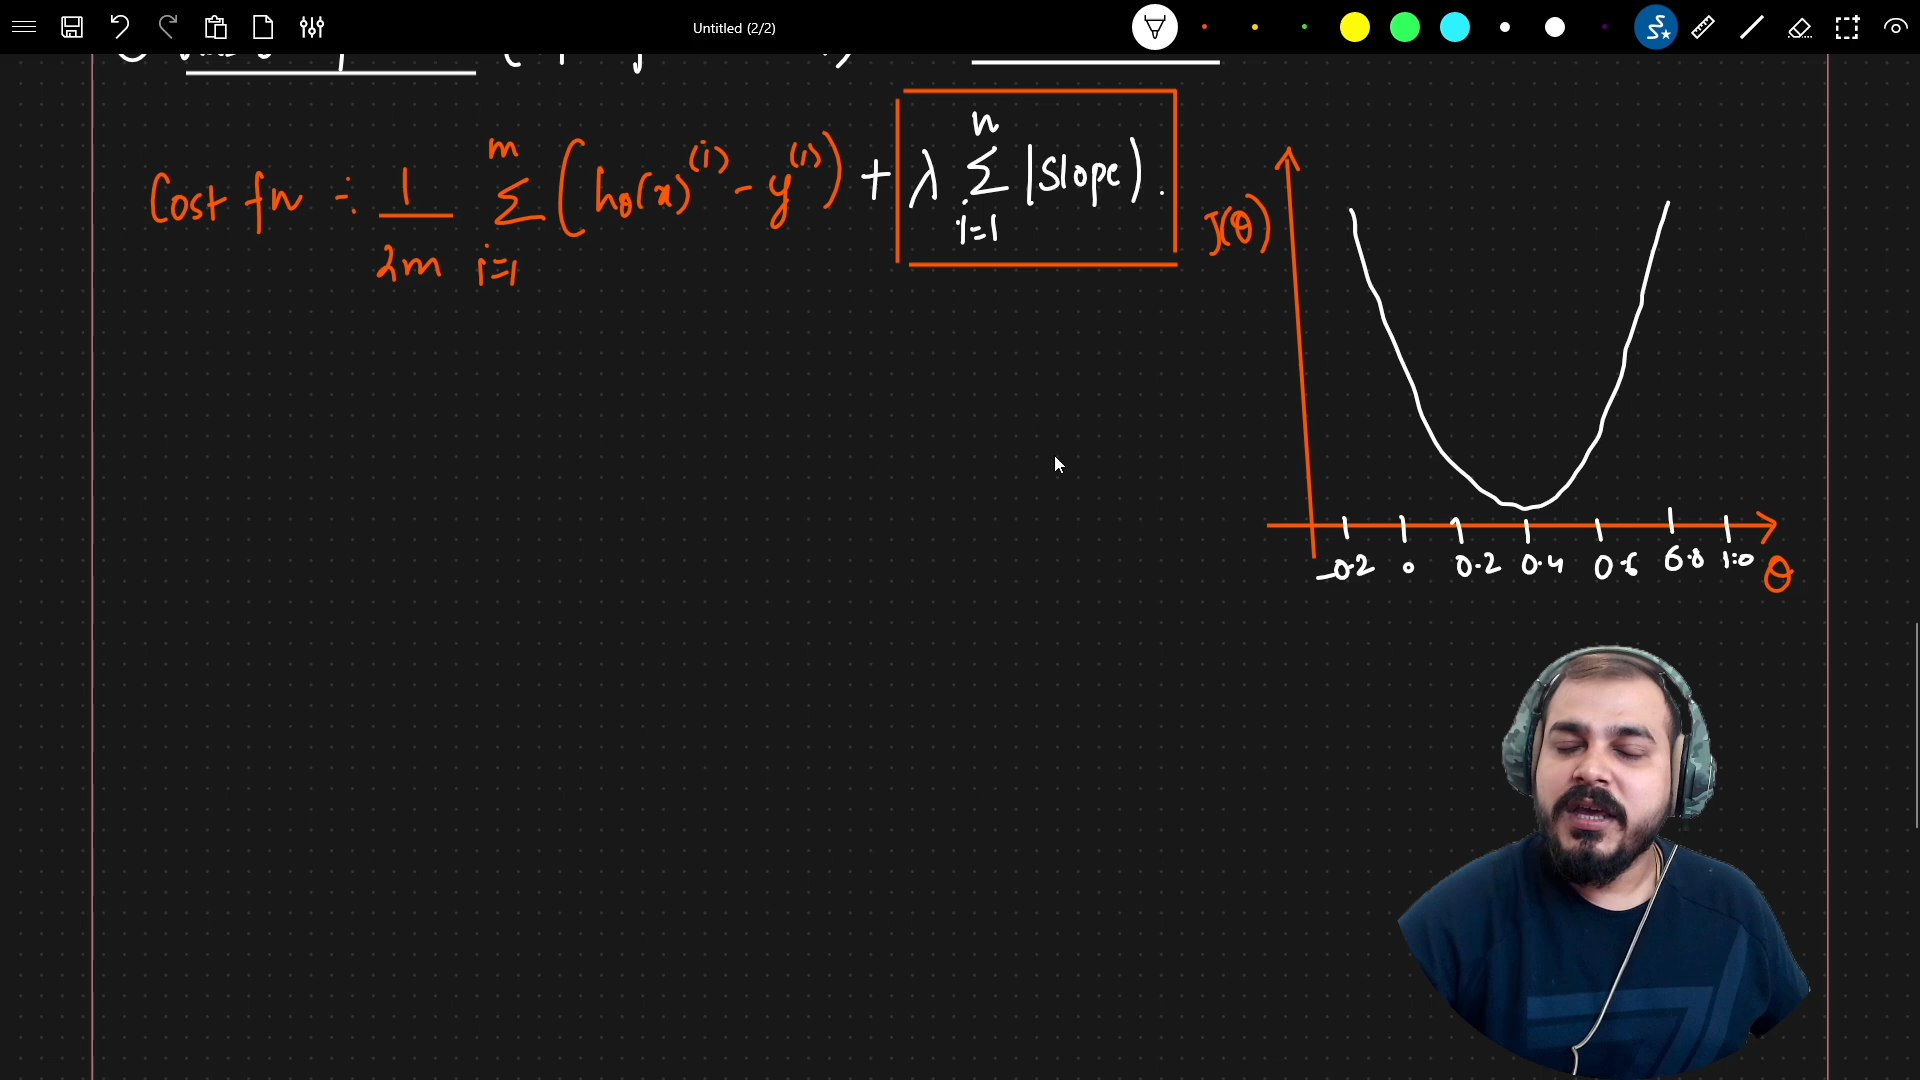 Untitled (2/2)
Cost fn ÷ 1/2m m Σ i=1 (hθ(x)^(i) - y^(i)) + λ n Σ i=1 |Slope).
J(θ)
-0.2 0 0.2 0.4 0.6 0.8 1.0 θ